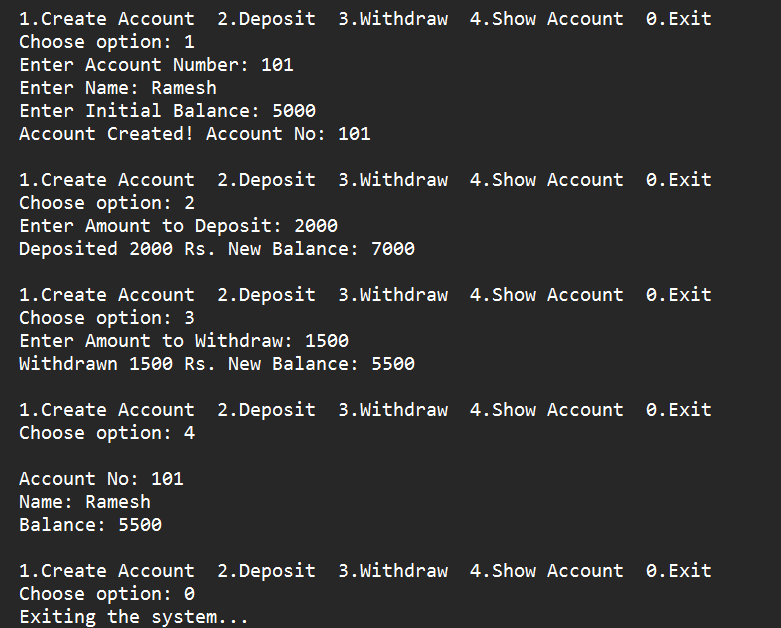 1.Create Account  2.Deposit  3.Withdraw  4.Show Account  0.Exit
Choose option: 1
Enter Account Number: 101
Enter Name: Ramesh
Enter Initial Balance: 5000
Account Created! Account No: 101

1.Create Account  2.Deposit  3.Withdraw  4.Show Account  0.Exit
Choose option: 2
Enter Amount to Deposit: 2000
Deposited 2000 Rs. New Balance: 7000

1.Create Account  2.Deposit  3.Withdraw  4.Show Account  0.Exit
Choose option: 3
Enter Amount to Withdraw: 1500
Withdrawn 1500 Rs. New Balance: 5500

1.Create Account  2.Deposit  3.Withdraw  4.Show Account  0.Exit
Choose option: 4

Account No: 101
Name: Ramesh
Balance: 5500

1.Create Account  2.Deposit  3.Withdraw  4.Show Account  0.Exit
Choose option: 0
Exiting the system...